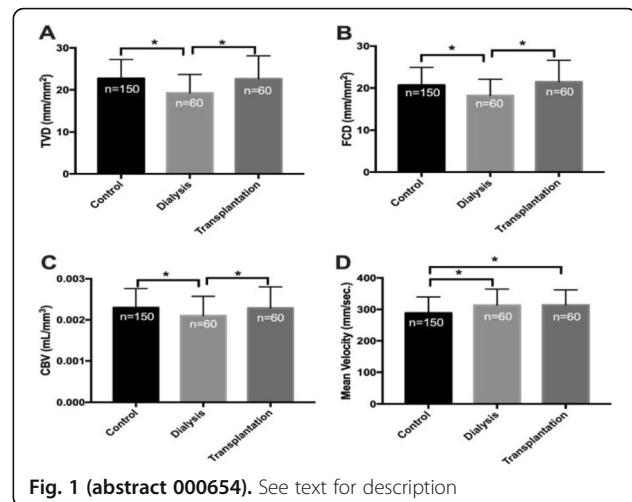 A
TVD (mm/mm²)
30
20
10
0
* *
n=150 n=60 n=60
Control Dialysis Transplantation
B
FCD (mm/mm²)
30
20
10
0
* *
n=150 n=60 n=60
Control Dialysis Transplantation
C
CBV (mL/mm³)
0.003
0.002
0.001
0.000
* *
n=150 n=60 n=60
Control Dialysis Transplantation
D
Mean Velocity (mm/sec.)
400
300
200
100
0
*
*
n=150 n=60 n=60
Control Dialysis Transplantation
Fig. 1 (abstract 000654). See text for description